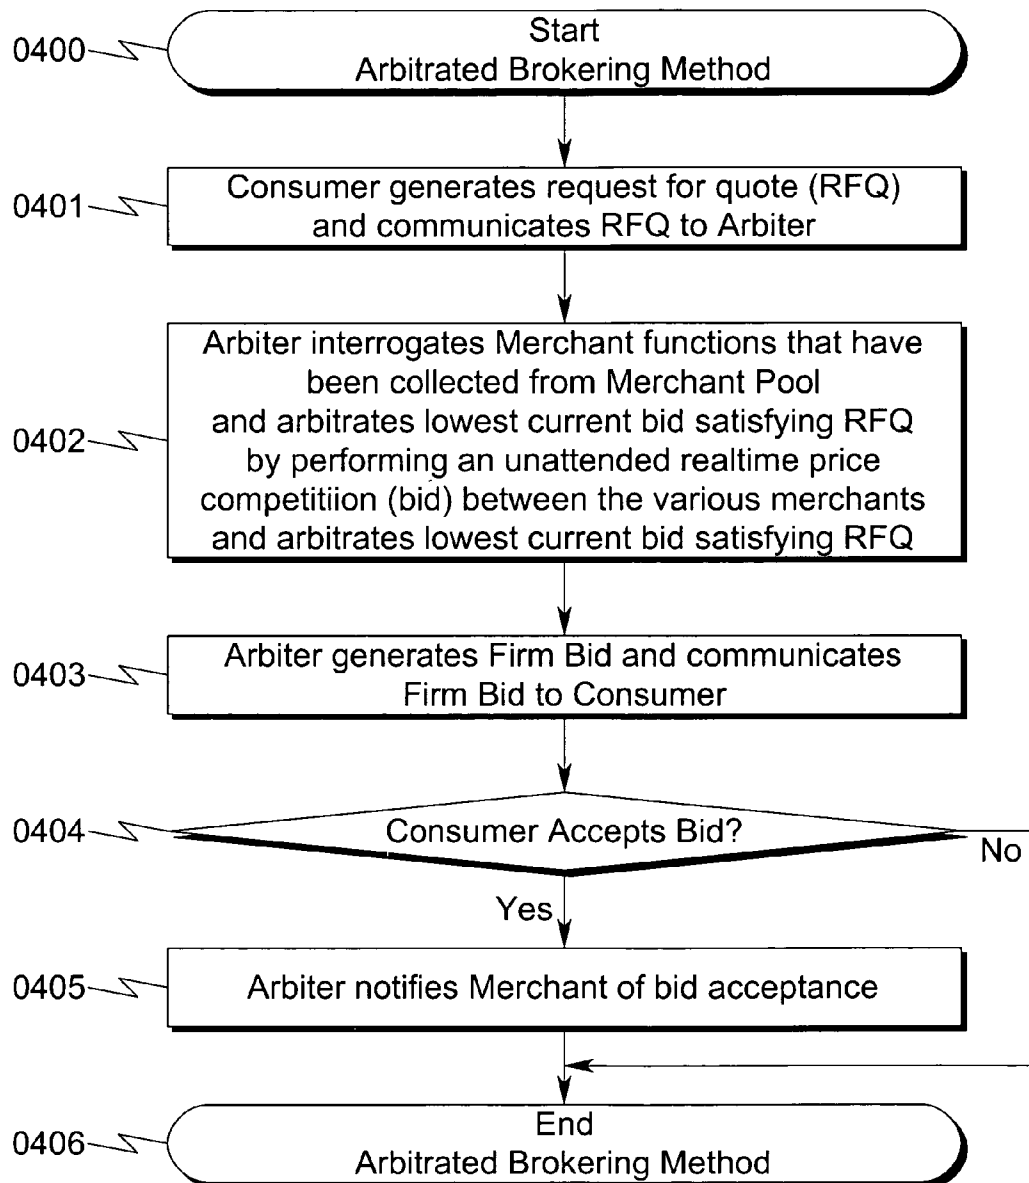 0400
Start
Arbitrated Brokering Method
0401
Consumer generates request for quote (RFQ)
and communicates RFQ to Arbiter
0402
Arbiter interrogates Merchant functions that have
been collected from Merchant Pool
and arbitrates lowest current bid satisfying RFQ
by performing an unattended realtime price
competitiion (bid) between the various merchants
and arbitrates lowest current bid satisfying RFQ
0403
Arbiter generates Firm Bid and communicates
Firm Bid to Consumer
0404
Consumer Accepts Bid?
No
Yes
0405
Arbiter notifies Merchant of bid acceptance
0406
End
Arbitrated Brokering Method